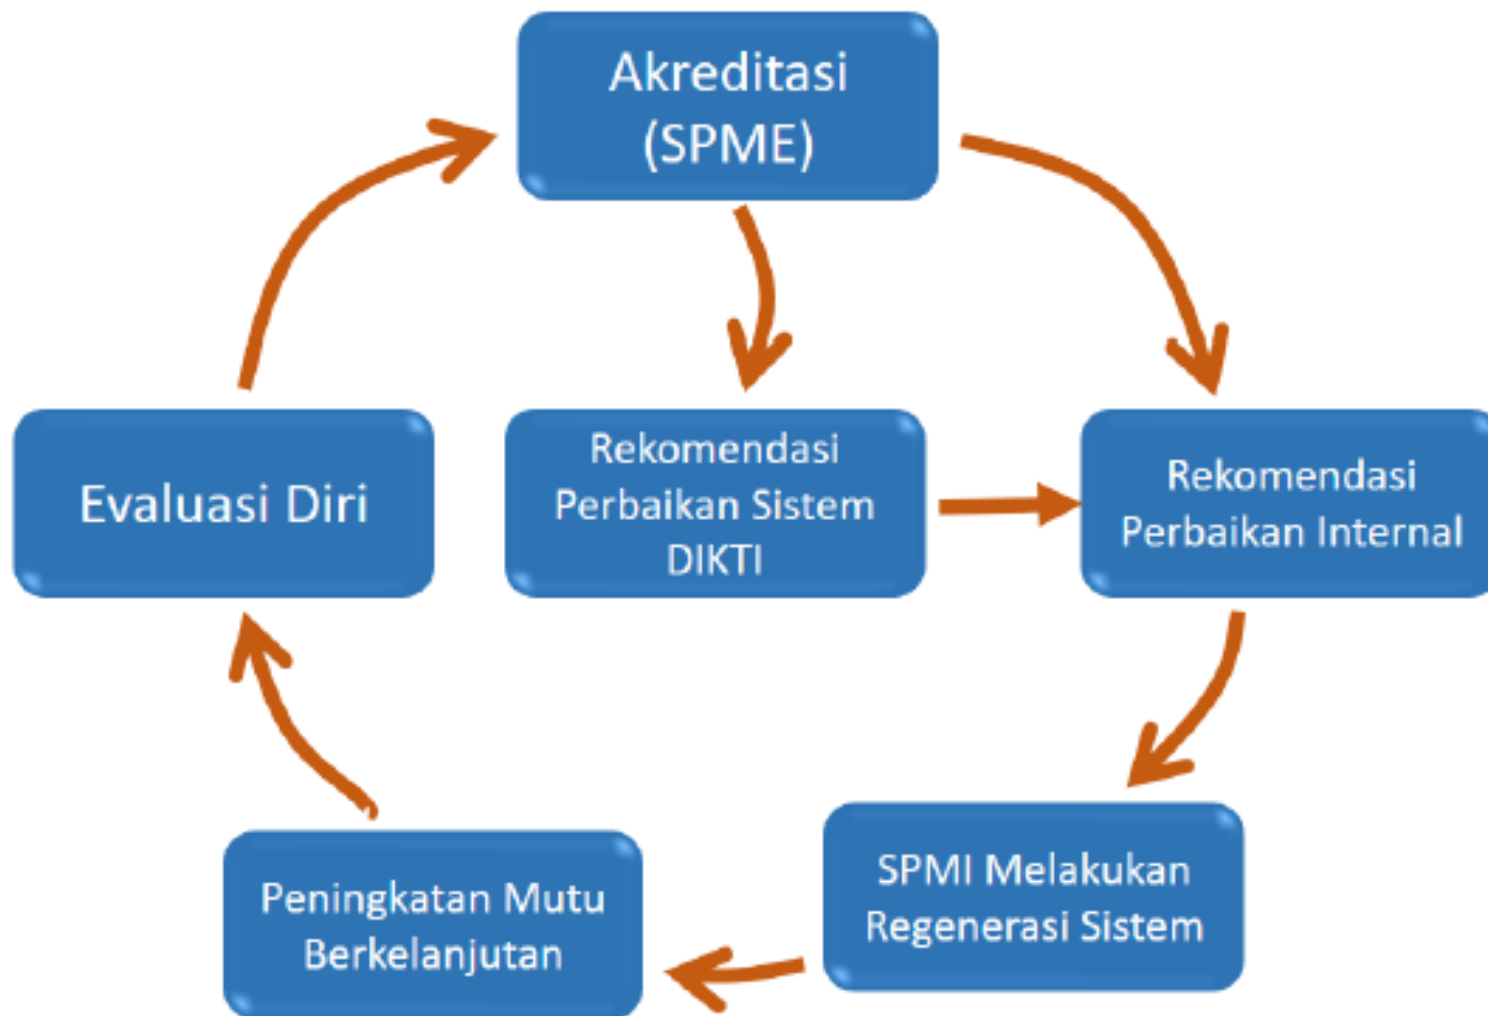 Akreditasi
(SPME)
Evaluasi Diri
Rekomendasi
Perbaikan Sistem
DIKTI
Rekomendasi
Perbaikan Internal
Peningkatan Mutu
Berkelanjutan
SPMI Melakukan
Regenerasi Sistem